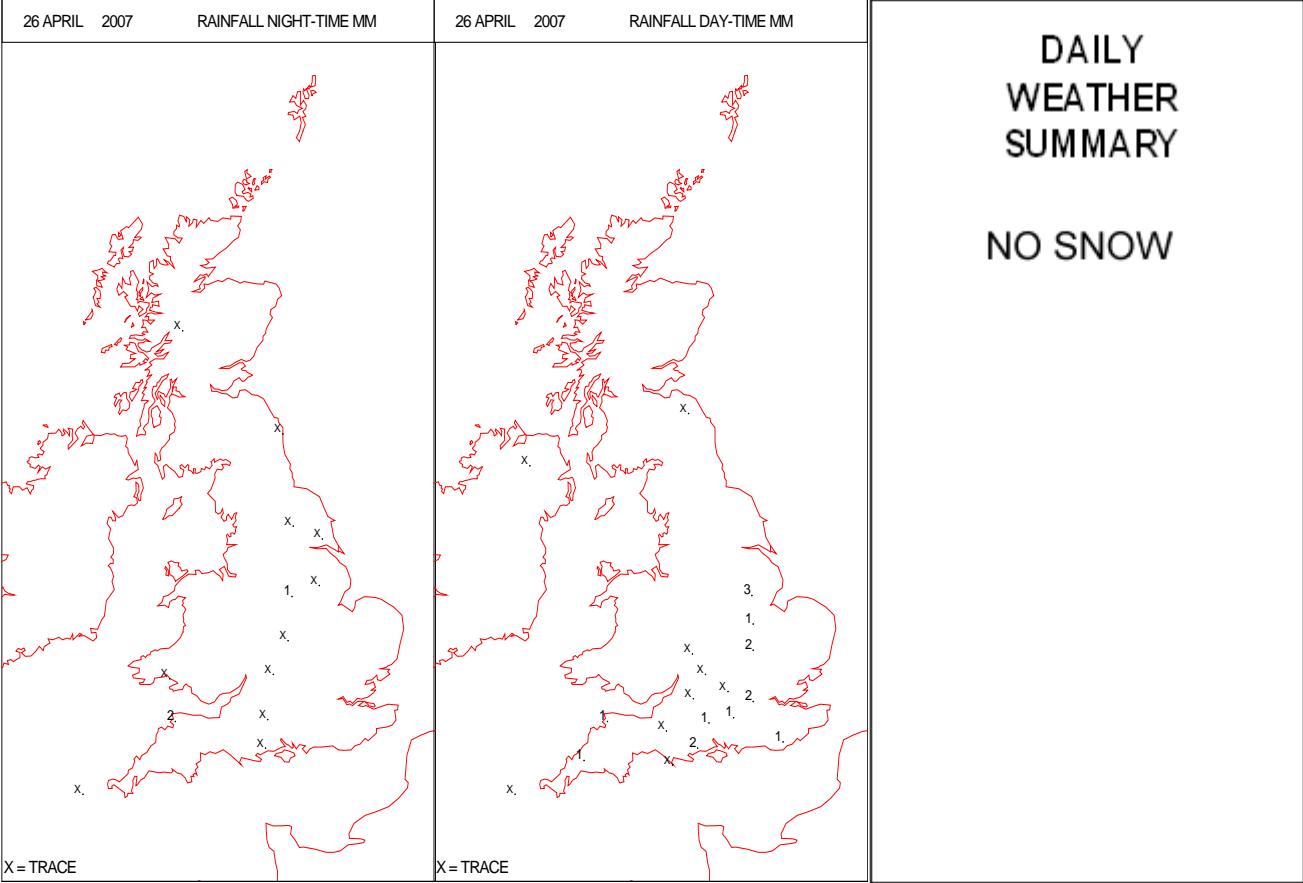 26 APRIL 2007 RAINFALL NIGHT-TIME MM
X.
X.
X.
X.
X.
1.
X.
X.
X.
2.
X.
X.
X.
X = TRACE
26 APRIL 2007 RAINFALL DAY-TIME MM
X.
X.
3.
1.
2.
X.
X.
X.
X.
2.
1.
1.
1.
X.
1.
2.
1.
X.
X.
X = TRACE
DAILY
WEATHER
SUMMARY
NO SNOW